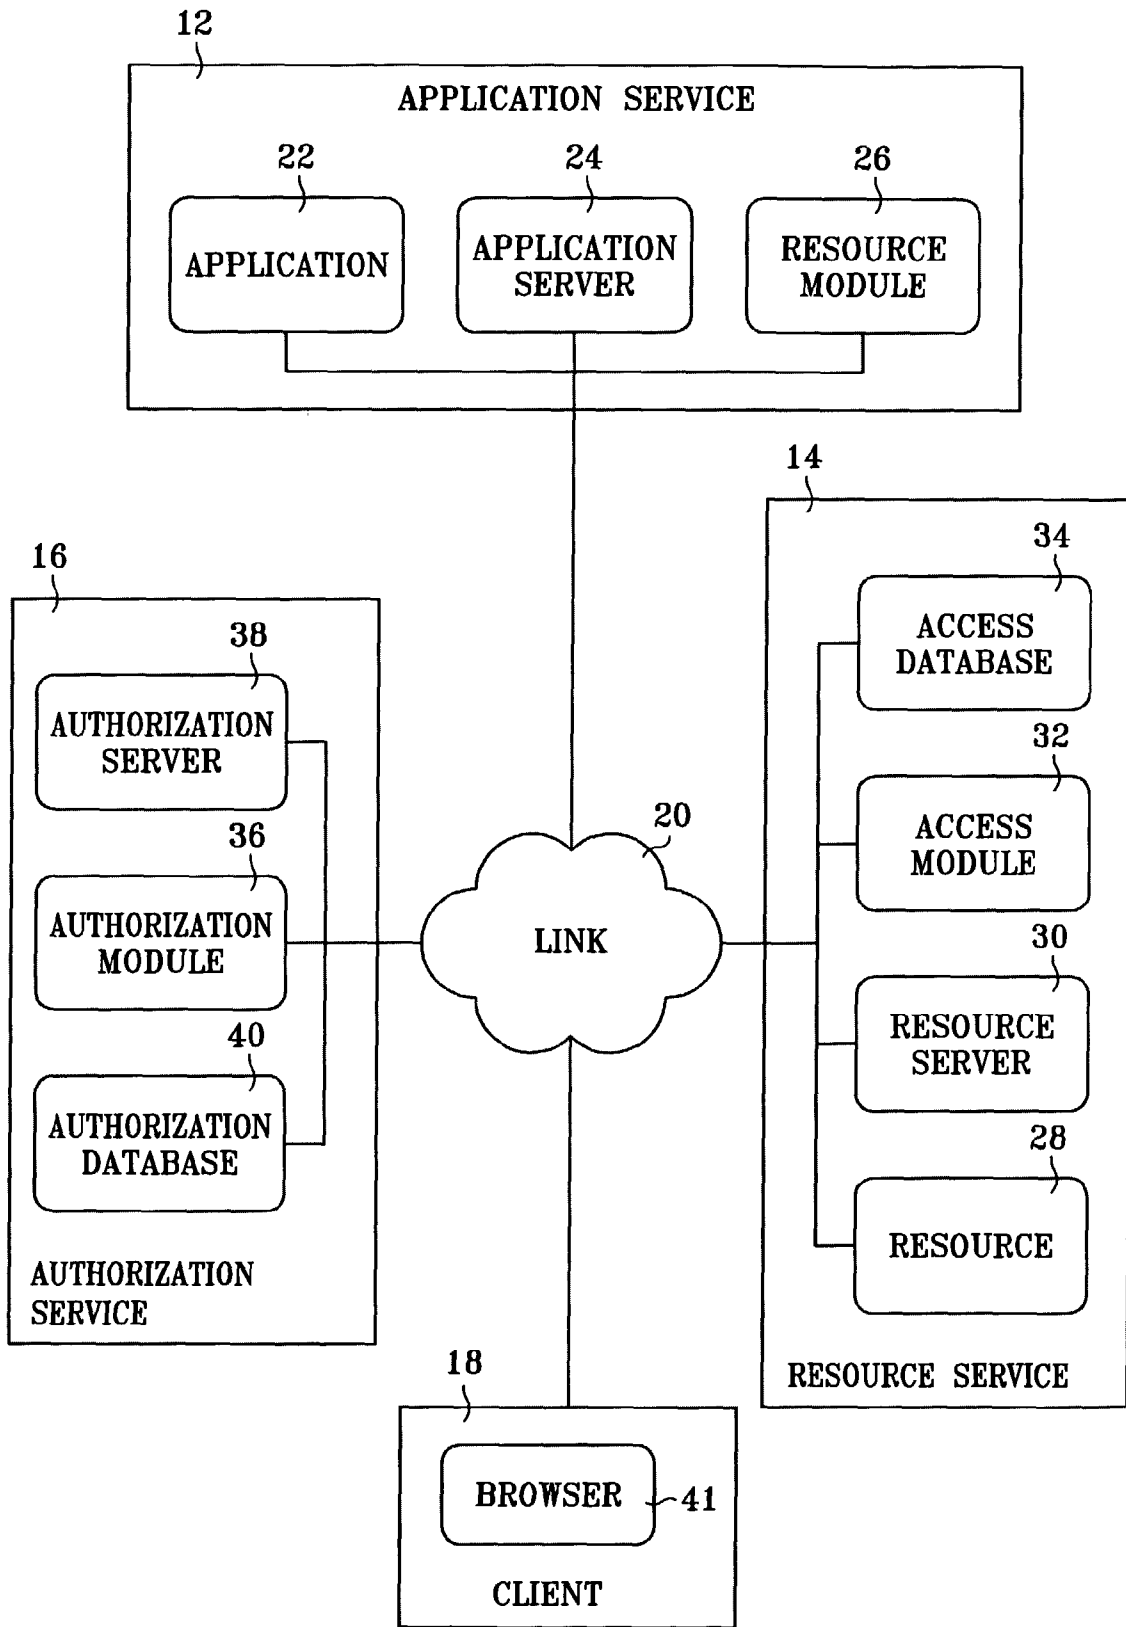 12
APPLICATION SERVICE
22
24
26
APPLICATION
APPLICATION
SERVER
RESOURCE
MODULE
14
16
34
ACCESS
DATABASE
38
AUTHORIZATION
SERVER
32
ACCESS
MODULE
20
LINK
36
AUTHORIZATION
MODULE
30
RESOURCE
SERVER
40
AUTHORIZATION
DATABASE
28
RESOURCE
AUTHORIZATION
SERVICE
RESOURCE SERVICE
18
BROWSER
41
CLIENT